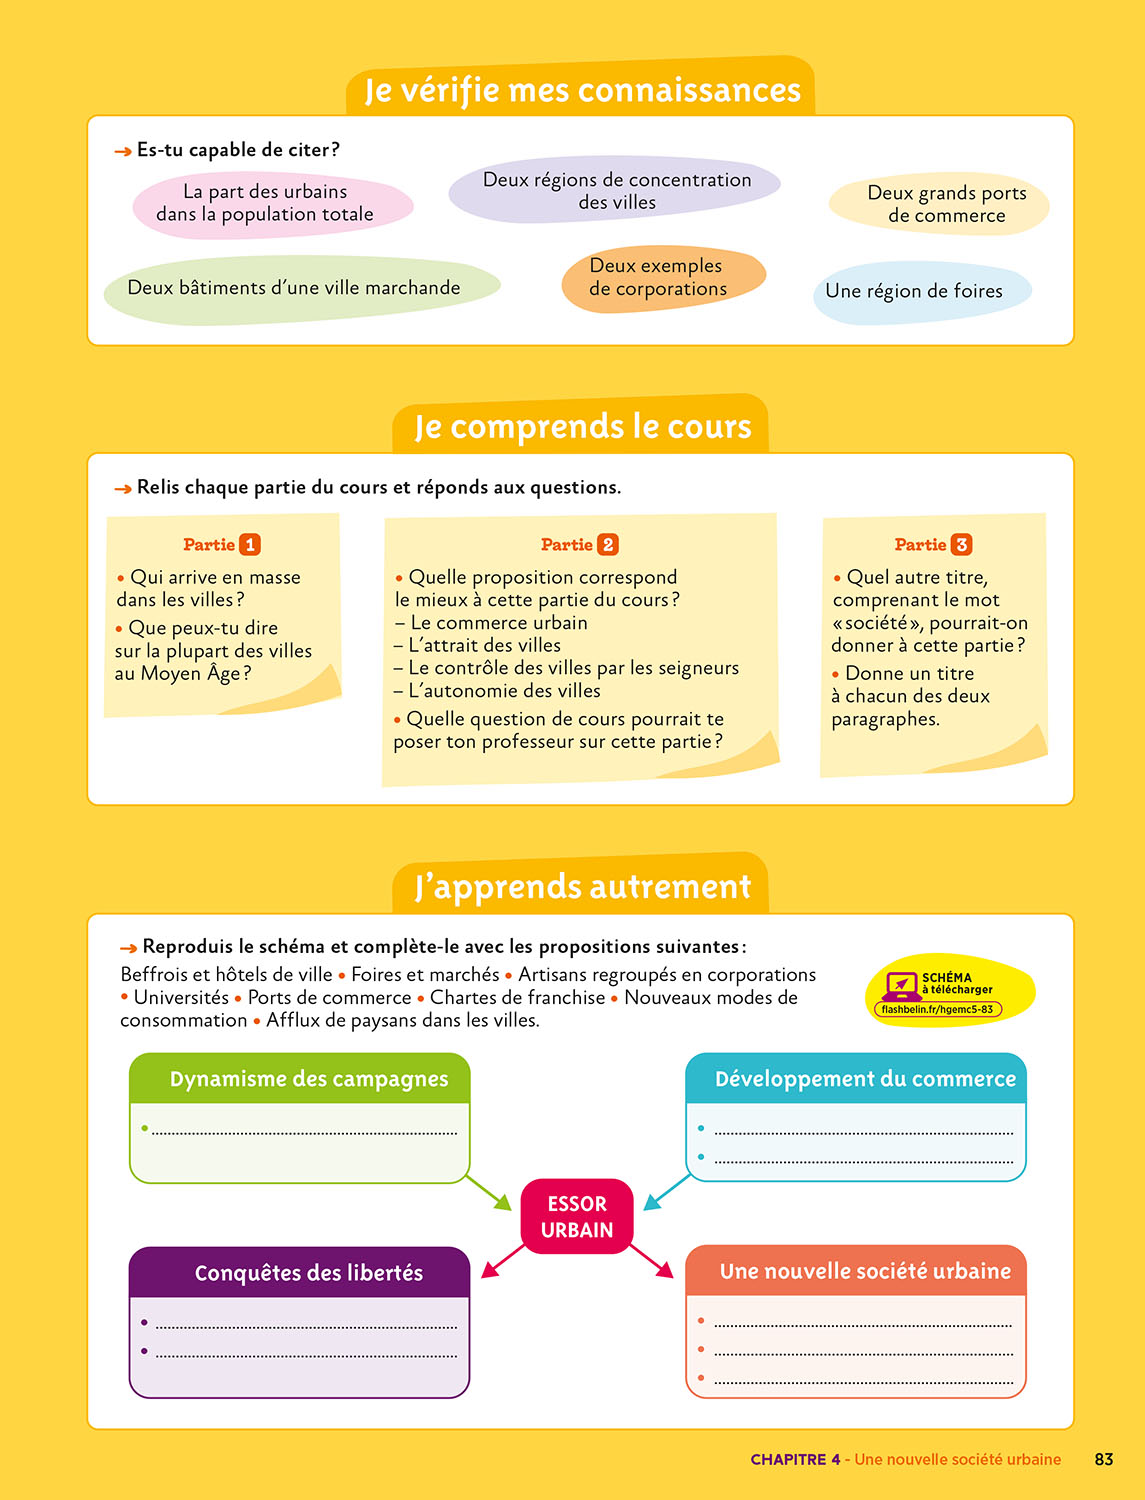 Je vérifie mes connaissances
→ Es-tu capable de citer ?
La part des urbains
dans la population totale
Deux régions de concentration
des villes
Deux grands ports
de commerce
Deux bâtiments d'une ville marchande
Deux exemples
de corporations
Une région de foires
Je comprends le cours
→ Relis chaque partie du cours et réponds aux questions.
Partie 1
• Qui arrive en masse
dans les villes ?
• Que peux-tu dire
sur la plupart des villes
au Moyen Âge ?
Partie 2
• Quelle proposition correspond
le mieux à cette partie du cours ?
– Le commerce urbain
– L'attrait des villes
– Le contrôle des villes par les seigneurs
– L'autonomie des villes
• Quelle question de cours pourrait te
poser ton professeur sur cette partie ?
Partie 3
• Quel autre titre,
comprenant le mot
« société », pourrait-on
donner à cette partie ?
• Donne un titre
à chacun des deux
paragraphes.
J'apprends autrement
→ Reproduis le schéma et complète-le avec les propositions suivantes :
Beffrois et hôtels de ville • Foires et marchés • Artisans regroupés en corporations
• Universités • Ports de commerce • Chartes de franchise • Nouveaux modes de
consommation • Afflux de paysans dans les villes.
SCHÉMA
à télécharger
flashbelin.fr/hgemc5-83
Dynamisme des campagnes
Développement du commerce
ESSOR
URBAIN
Conquêtes des libertés
Une nouvelle société urbaine
CHAPITRE 4 - Une nouvelle société urbaine 83